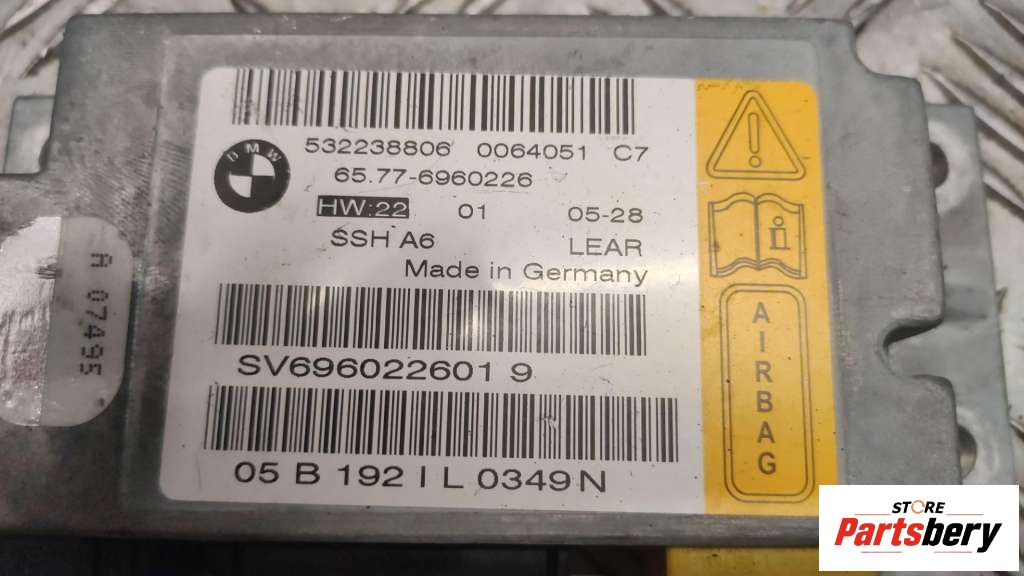 532238806 0064051 C7
BMW
65.77-6960226
HW:22 01 05-28
SSH A6 LEAR
Made in Germany
SV696022601 9
05 B 192 I L 0349 N
AIRBAG
A 07495
STORE
Partsbery